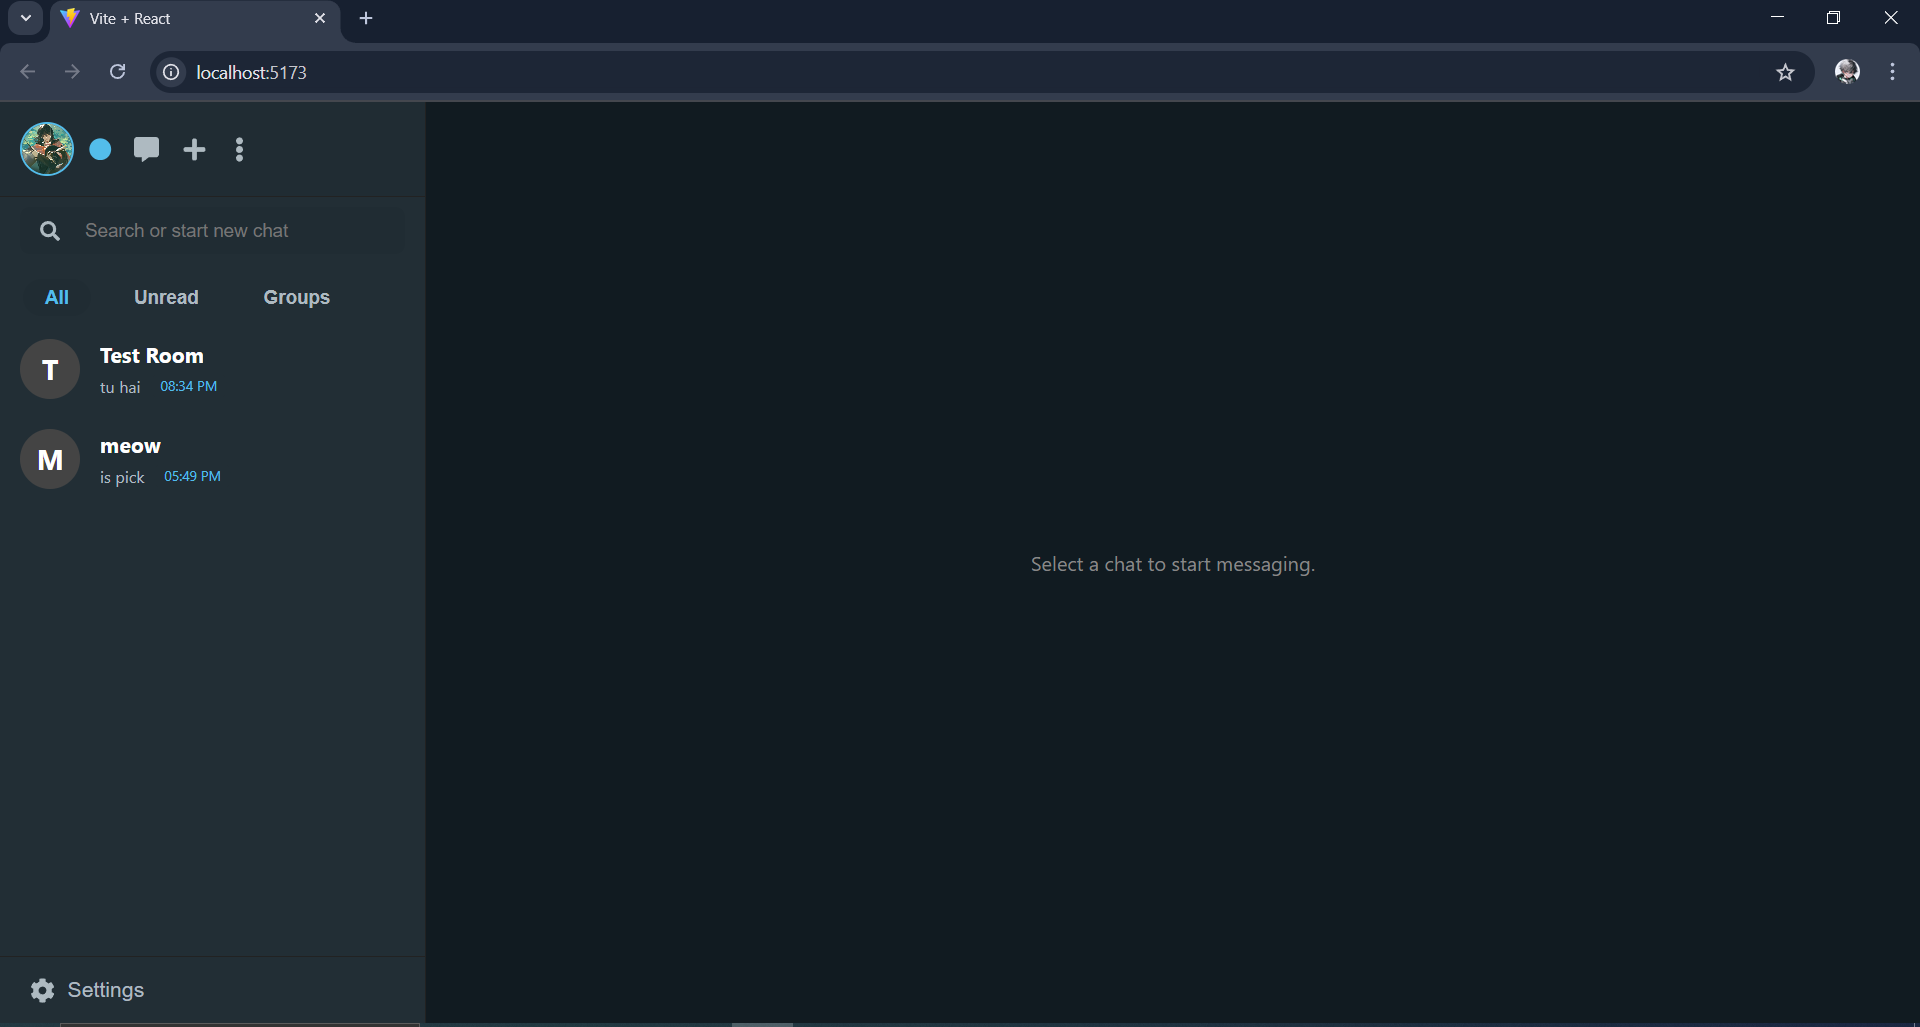 Vite + React
localhost:5173
Search or start new chat
All Unread Groups
T
Test Room
tu hai 08:34 PM
M
meow
is pick 05:49 PM
Select a chat to start messaging.
Settings